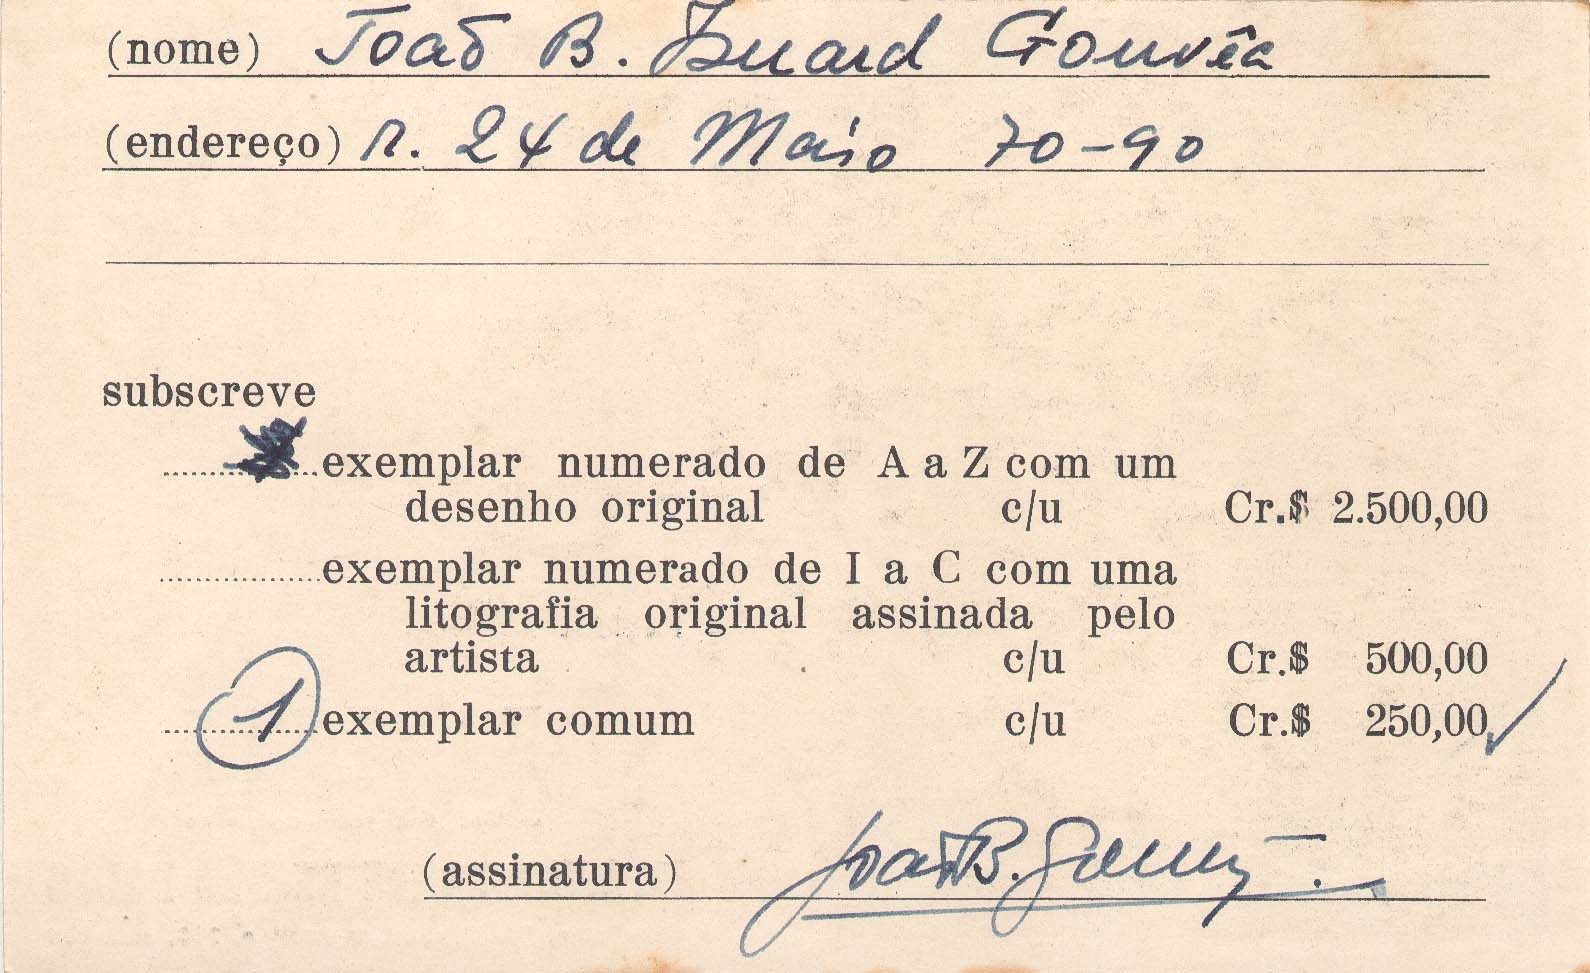 (nome) João B. Isnard Gouvêa
(endereço) R. 24 de Maio 70-90
subscreve
exemplar numerado de A a Z com um
desenho original c/u Cr.$ 2.500,00
exemplar numerado de I a C com uma
litografia original assinada pelo
artista c/u Cr.$ 500,00
1 exemplar comum c/u Cr.$ 250,00
(assinatura) João B.